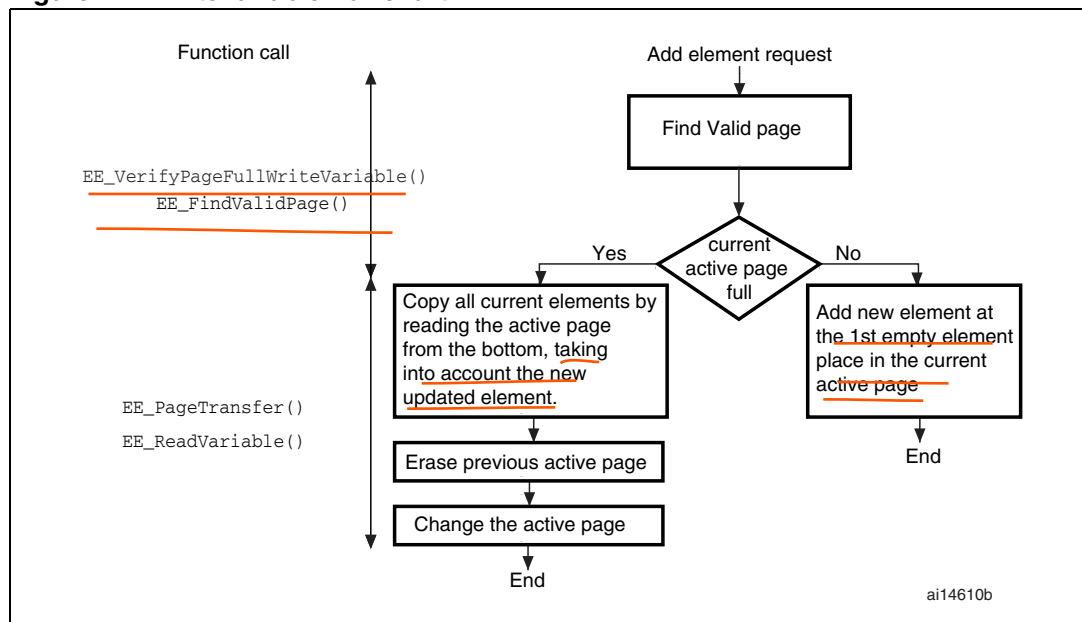 Function call
Add element request
Find Valid page
EE_VerifyPageFullWriteVariable()
EE_FindValidPage()
Yes
current
active page
full
No
Copy all current elements by
reading the active page
from the bottom, taking
into account the new
updated element.
Add new element at
the 1st empty element
place in the current
active page
EE_PageTransfer()
EE_ReadVariable()
End
Erase previous active page
Change the active page
End
ai14610b